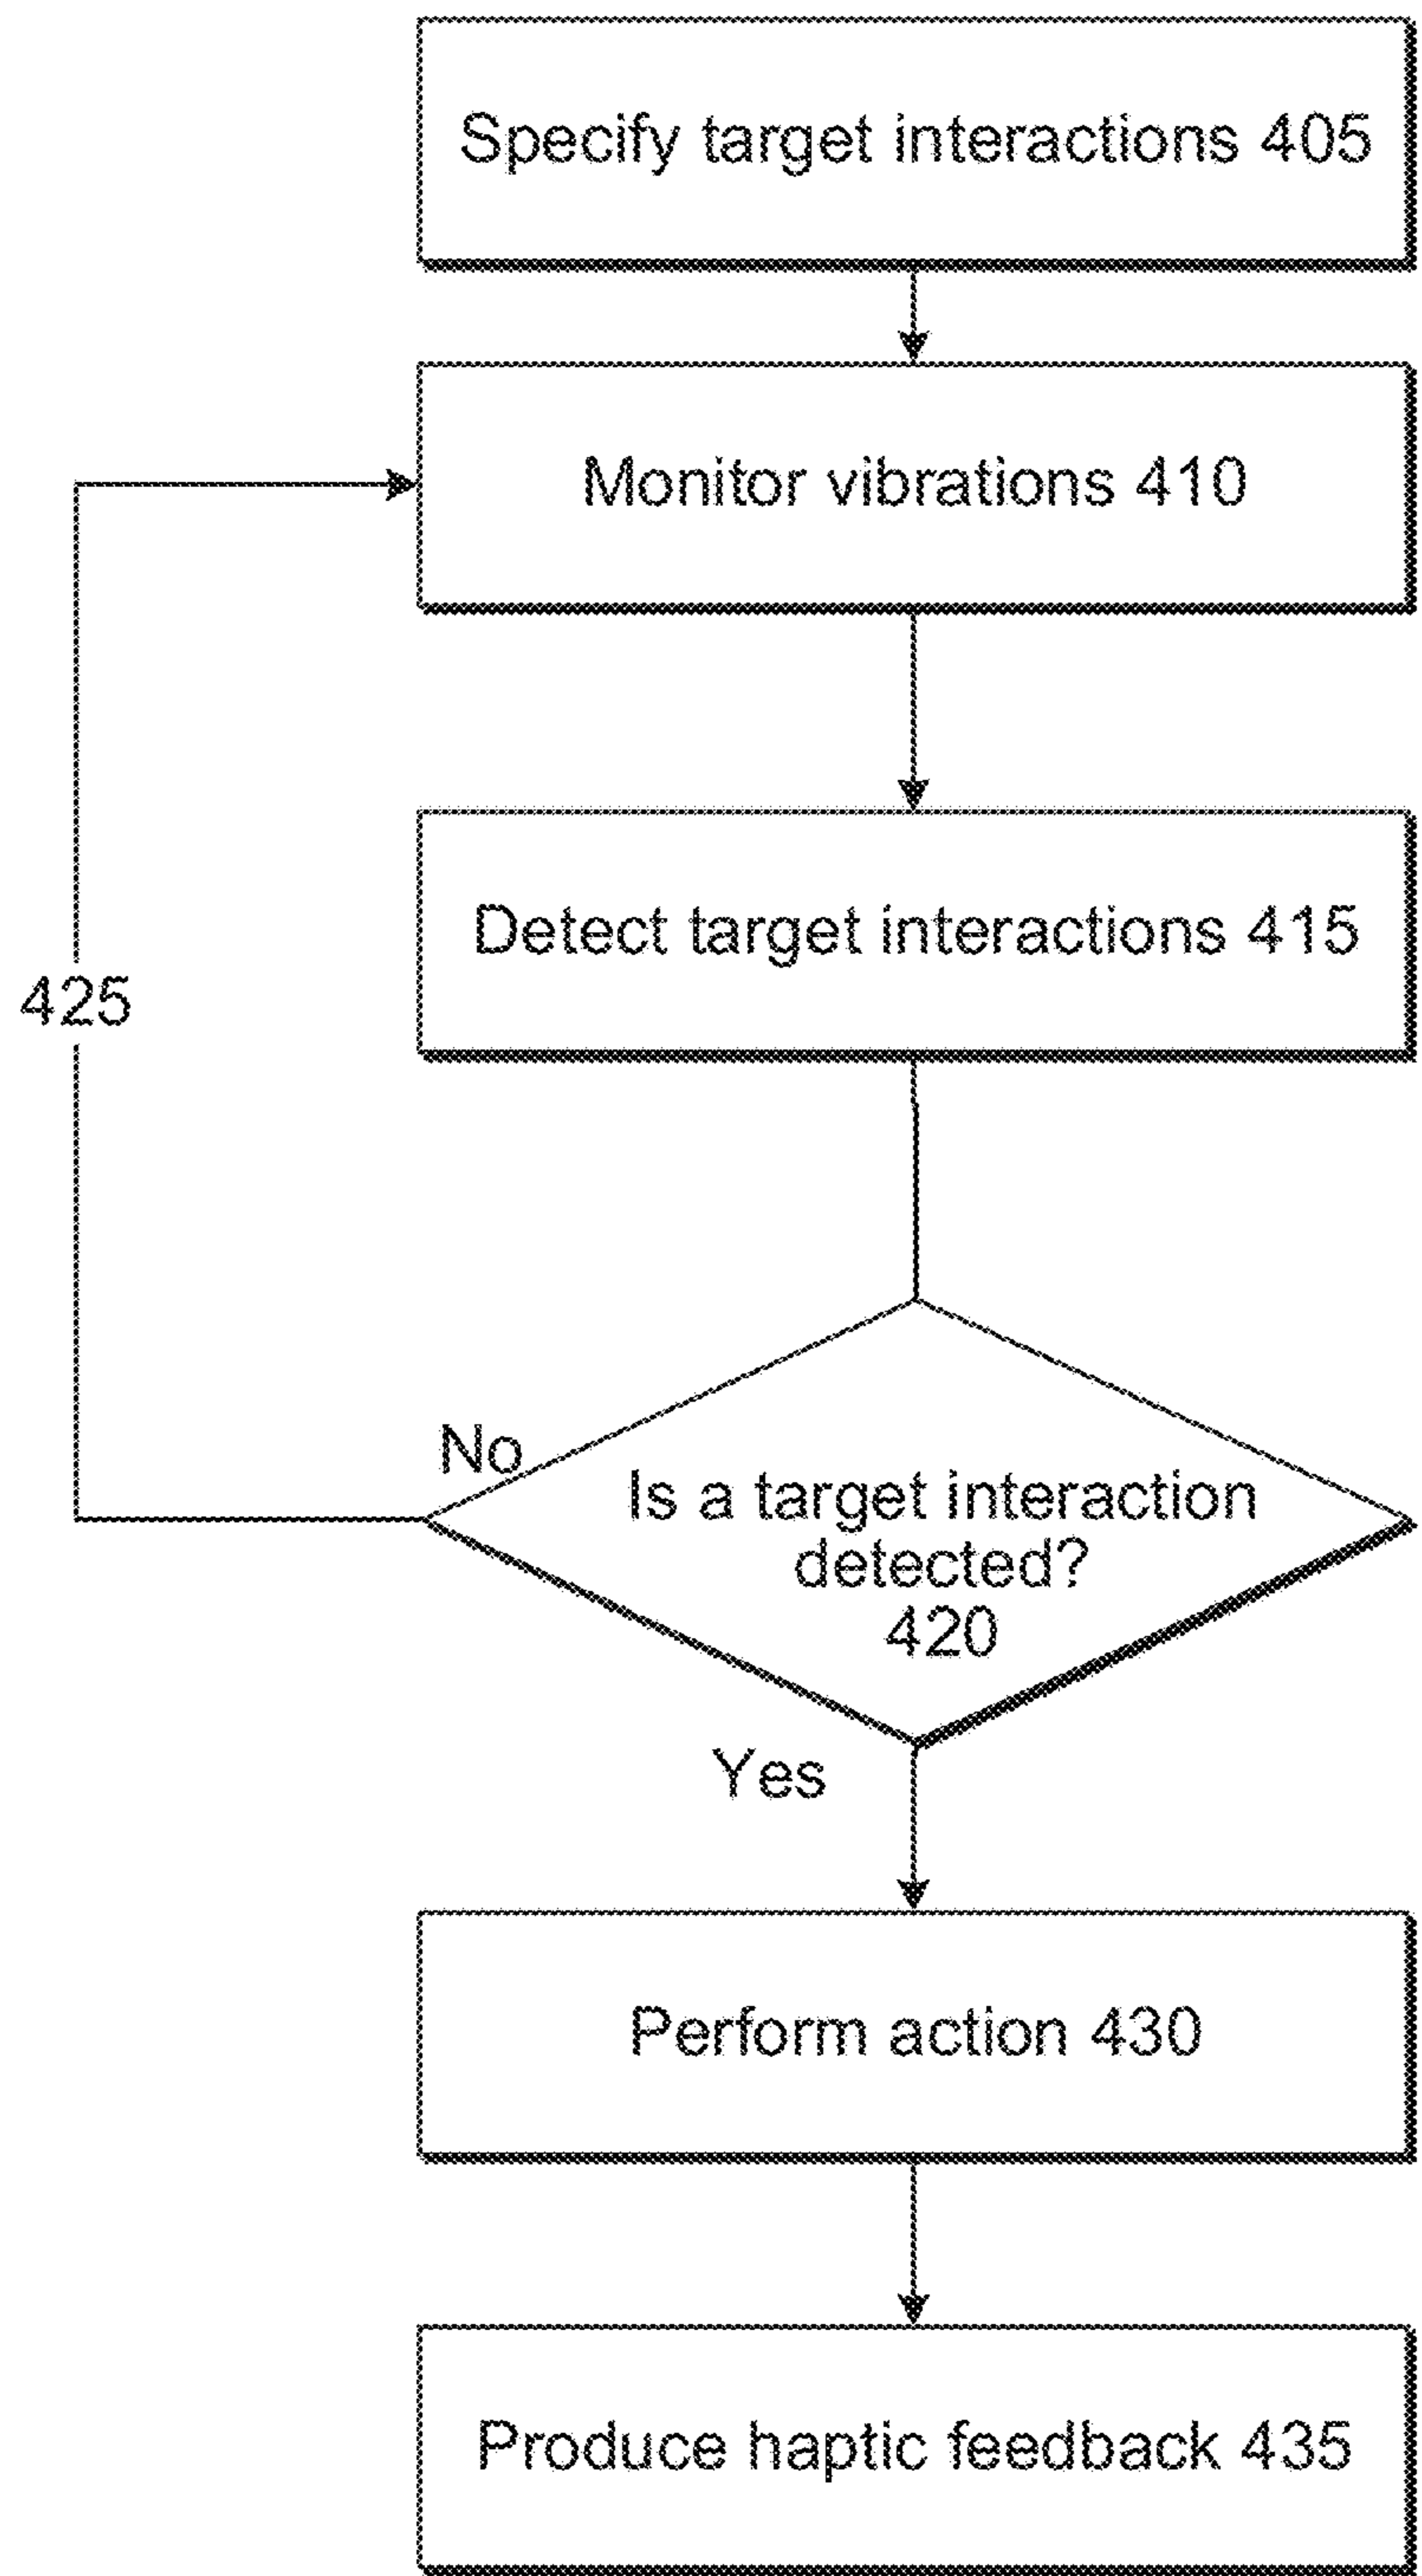 Specify target interactions 405
Monitor vibrations 410
Detect target interactions 415
425
No
Is a target interaction
detected?
420
Yes
Perform action 430
Produce haptic feedback 435